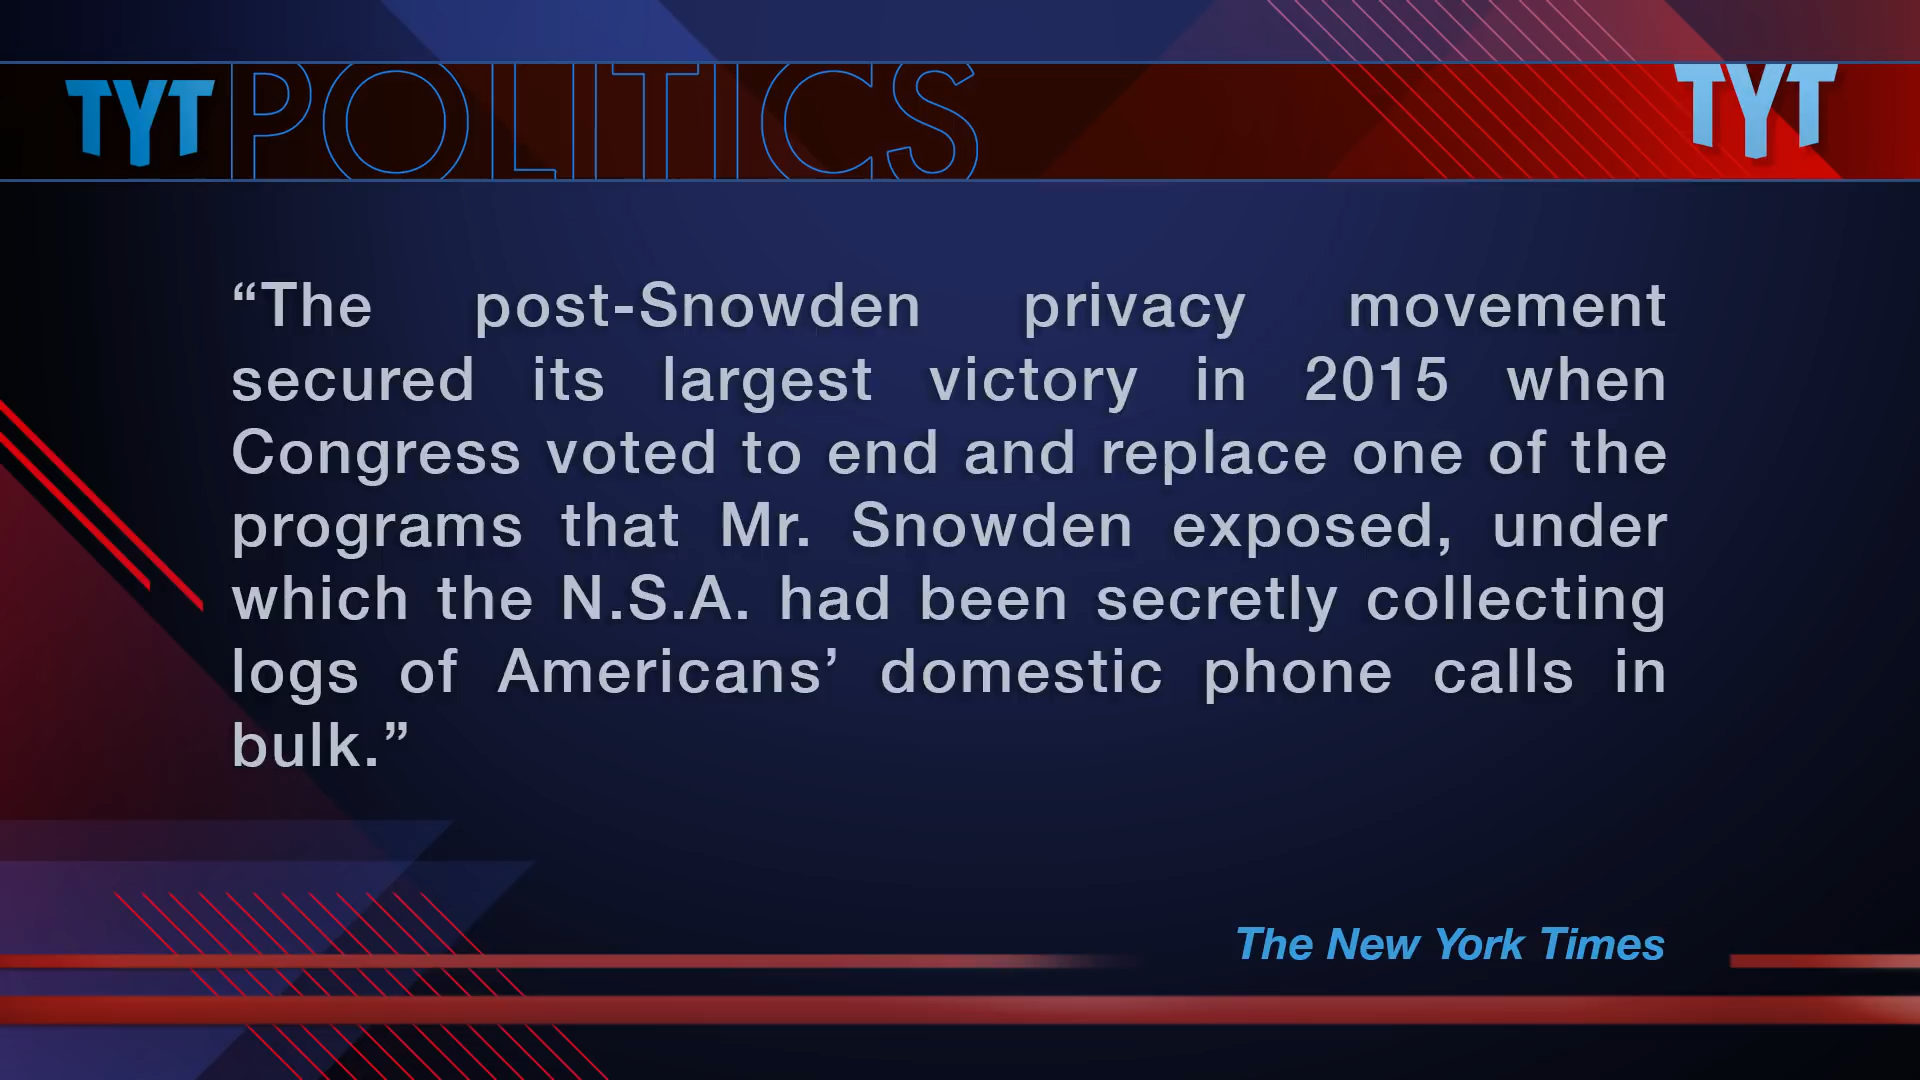 TYT POLITICS
TYT
“The post-Snowden privacy movement
secured its largest victory in 2015 when
Congress voted to end and replace one of the
programs that Mr. Snowden exposed, under
which the N.S.A. had been secretly collecting
logs of Americans’ domestic phone calls in
bulk.”
The New York Times